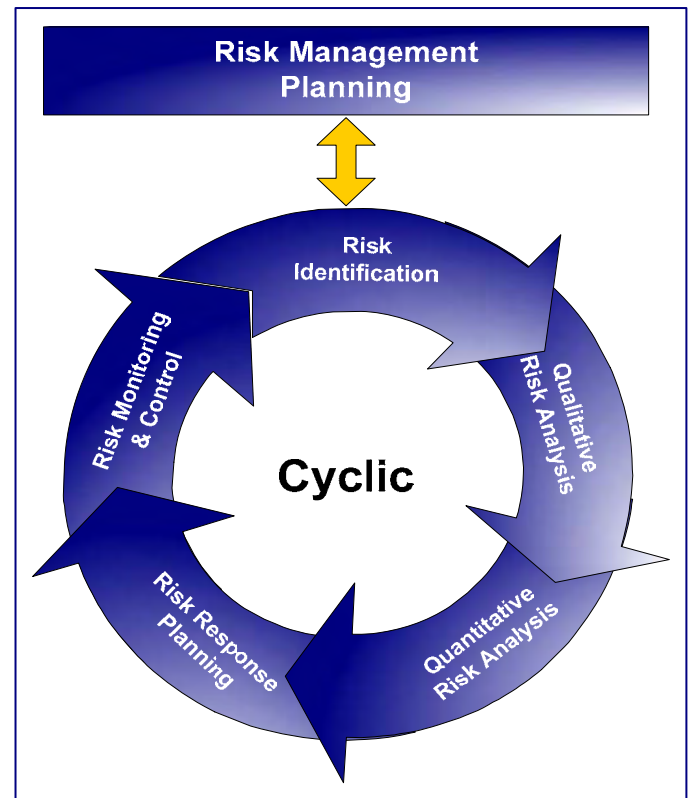 Risk Management
Planning
Risk
Identification
Qualitative
Risk Analysis
Quantitative
Risk Analysis
Risk Response
Planning
Risk Monitoring
& Control
Cyclic